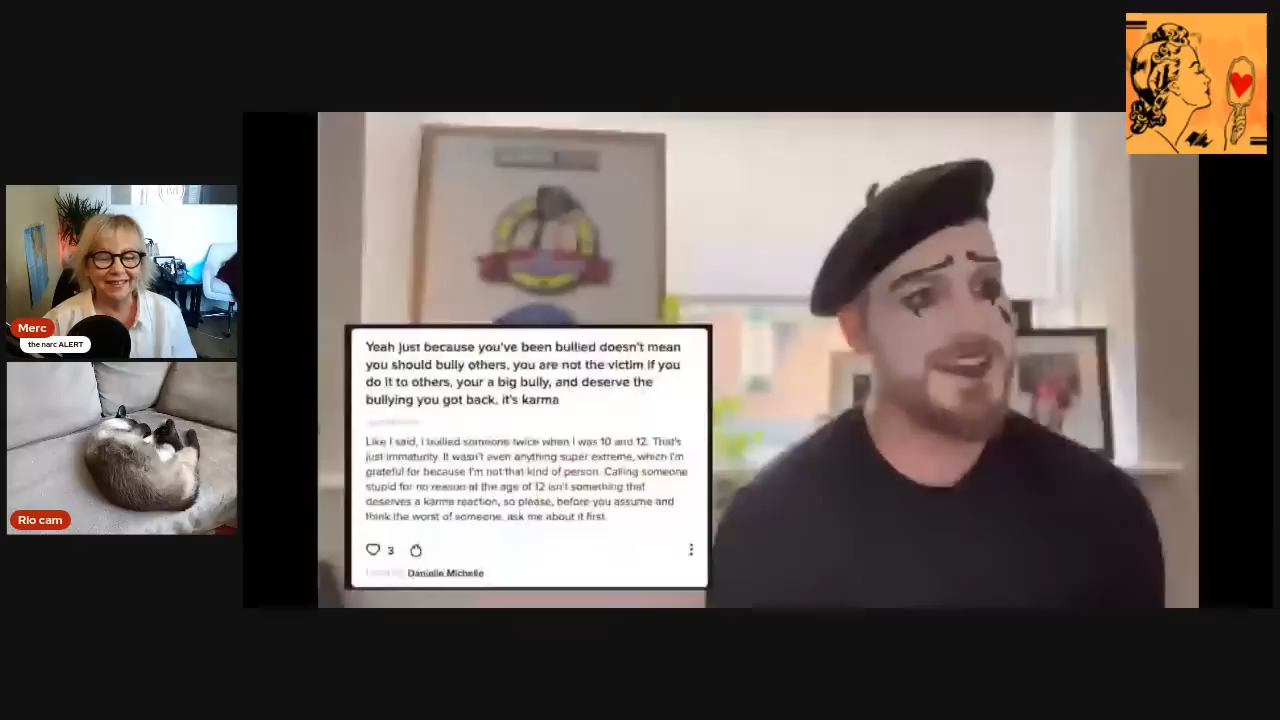 Merc
the narc ALERT
Rio cam
Yeah just because you've been bullied doesn't mean
you should bully others, you are not the victim if you
do it to others, your a big bully, and deserve the
bullying you got back. it's karma
Like I said, I bullied someone twice when I was 10 and 12. That's
just immaturity. It wasn't even anything super extreme, which I'm
grateful for because I'm not that kind of person. Calling someone
stupid for no reason at the age of 12 isn't something that
deserves a karma reaction, so please, before you assume and
think the worst of someone, ask me about it first.
3
Danielle Michelle